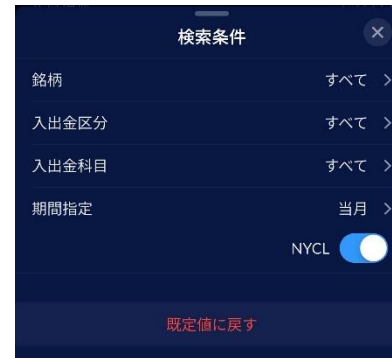 検索条件
銘柄 すべて
入出金区分 すべて
入出金科目 すべて
期間指定 当月
NYCL
既定値に戻す